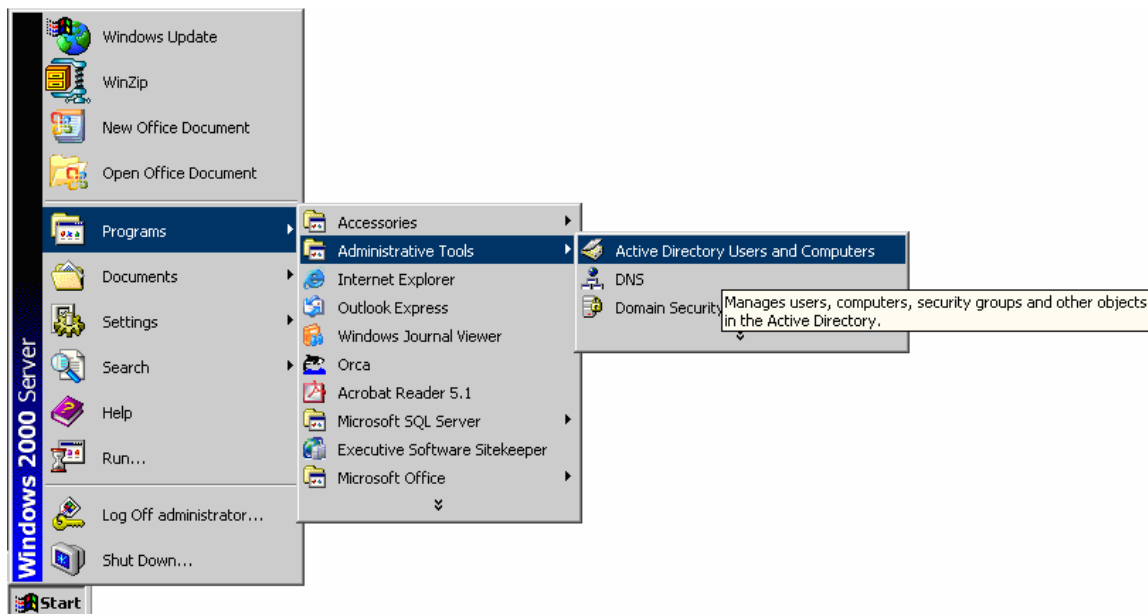 Windows Update
WinZip
New Office Document
Open Office Document
Programs
Documents
Settings
Search
Help
Run...
Log Off administrator...
Shut Down...
Windows 2000 Server
Start
Accessories
Administrative Tools
Internet Explorer
Outlook Express
Windows Journal Viewer
Orca
Acrobat Reader 5.1
Microsoft SQL Server
Executive Software Sitekeeper
Microsoft Office
Active Directory Users and Computers
DNS
Domain Security
Manages users, computers, security groups and other objects
in the Active Directory.